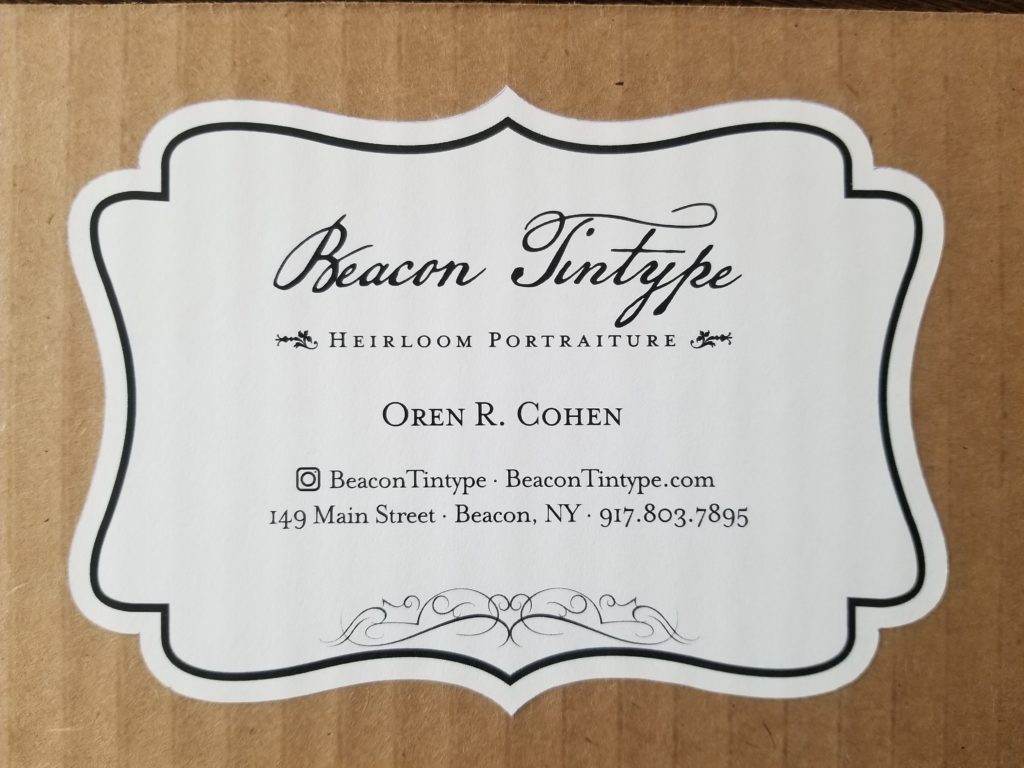 Beacon Tintype
Heirloom Portraiture
Oren R. Cohen
BeaconTintype · BeaconTintype.com
149 Main Street · Beacon, NY · 917.803.7895